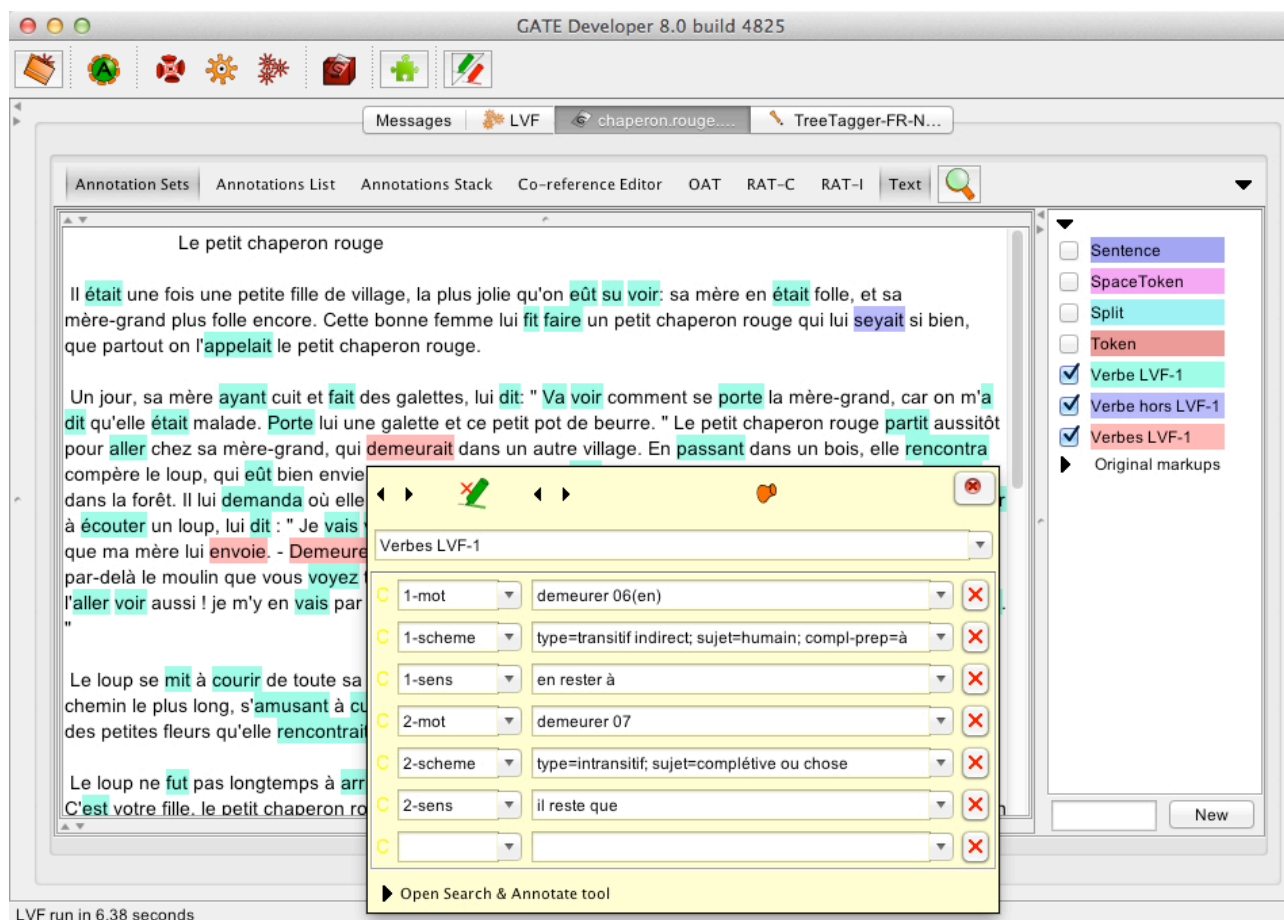 GATE Developer 8.0 build 4825
Messages LVF chaperon.rouge.... TreeTagger-FR-N...
Annotation Sets Annotations List Annotations Stack Co-reference Editor OAT RAT-C RAT-I Text
Le petit chaperon rouge
Il était une fois une petite fille de village, la plus jolie qu'on eût su voir: sa mère en était folle, et sa
mère-grand plus folle encore. Cette bonne femme lui fit faire un petit chaperon rouge qui lui seyait si bien,
que partout on l'appelait le petit chaperon rouge.
Un jour, sa mère ayant cuit et fait des galettes, lui dit: " Va voir comment se porte la mère-grand, car on m'a
dit qu'elle était malade. Porte lui une galette et ce petit pot de beurre. " Le petit chaperon rouge partit aussitôt
pour aller chez sa mère-grand, qui demeurait dans un autre village. En passant dans un bois, elle rencontra
compère le loup, qui eût bien envie
dans la forêt. Il lui demanda où elle
à écouter un loup, lui dit : " Je vais
que ma mère lui envoie. - Demeure
par-delà le moulin que vous voyez
l'aller voir aussi ! je m'y en vais par
"
Le loup se mit à courir de toute sa
chemin le plus long, s'amusant à
des petites fleurs qu'elle rencontrait
Le loup ne fut pas longtemps à
C'est votre fille, le petit chaperon
Sentence
SpaceToken
Split
Token
Verbe LVF-1
Verbe hors LVF-1
Verbes LVF-1
Original markups
New
Verbes LVF-1
C 1-mot demeurer 06(en)
C 1-scheme type=transitif indirect; sujet=humain; compl-prep=à
C 1-sens en rester à
C 2-mot demeurer 07
C 2-scheme type=intransitif; sujet=complétive ou chose
C 2-sens il reste que
C
Open Search & Annotate tool
LVF run in 6.38 seconds